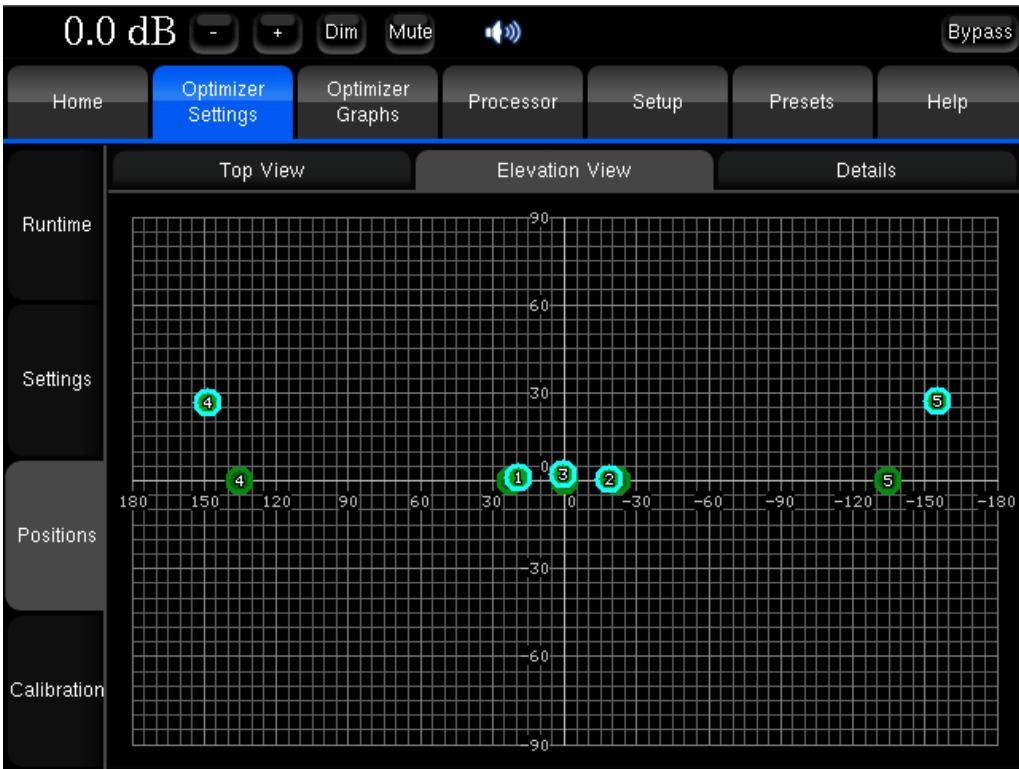 0.0 dB - + Dim Mute Bypass
Home Optimizer Settings Optimizer Graphs Processor Setup Presets Help
Top View Elevation View Details
Runtime
Settings
Positions
Calibration
90
60
30
4 5
0
1 3 2
4 5
180 150 120 90 60 30 0 -30 -60 -90 -120 -150 -180
-30
-60
-90